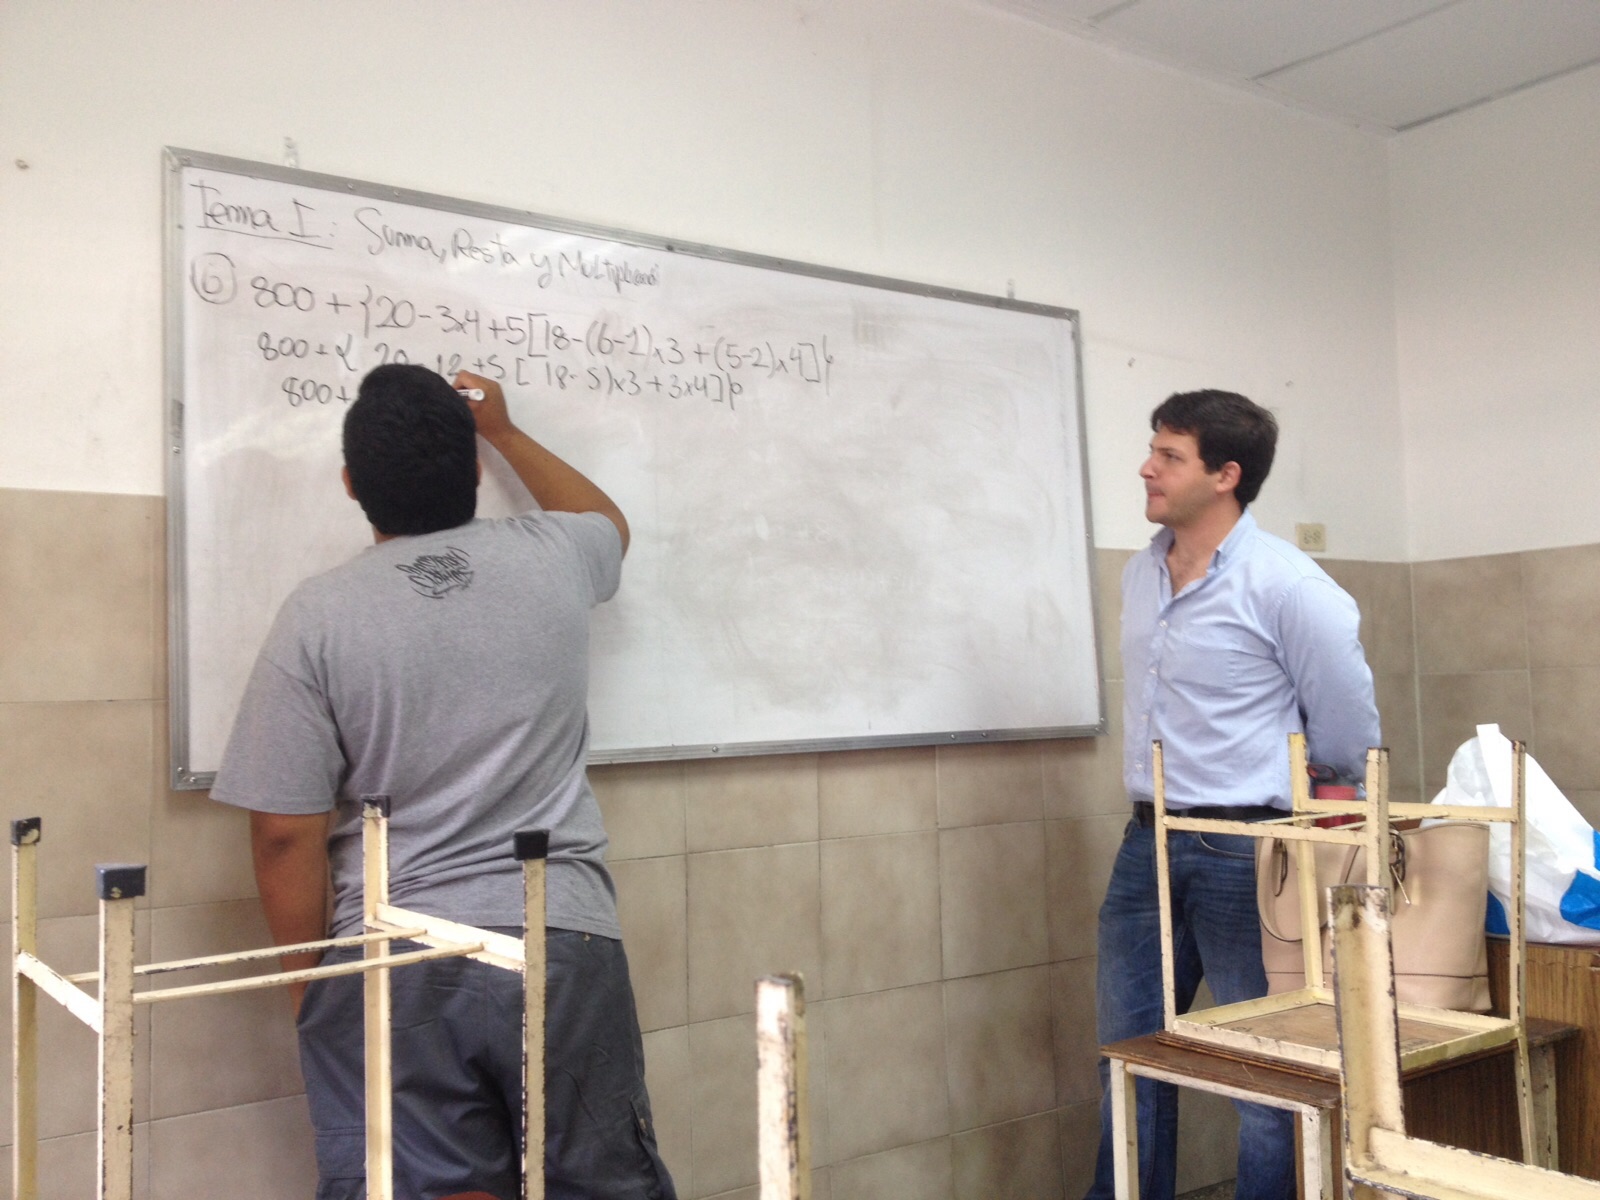 Tema I: Suma, Resta y Multiplicació
6 800 + {20 - 3x4 + 5[18-(6-1)x3 + (5-2)x4]}
800 + { 20 - 12 + 5 [ 18 - 5)x3 + 3x4]}
800 +